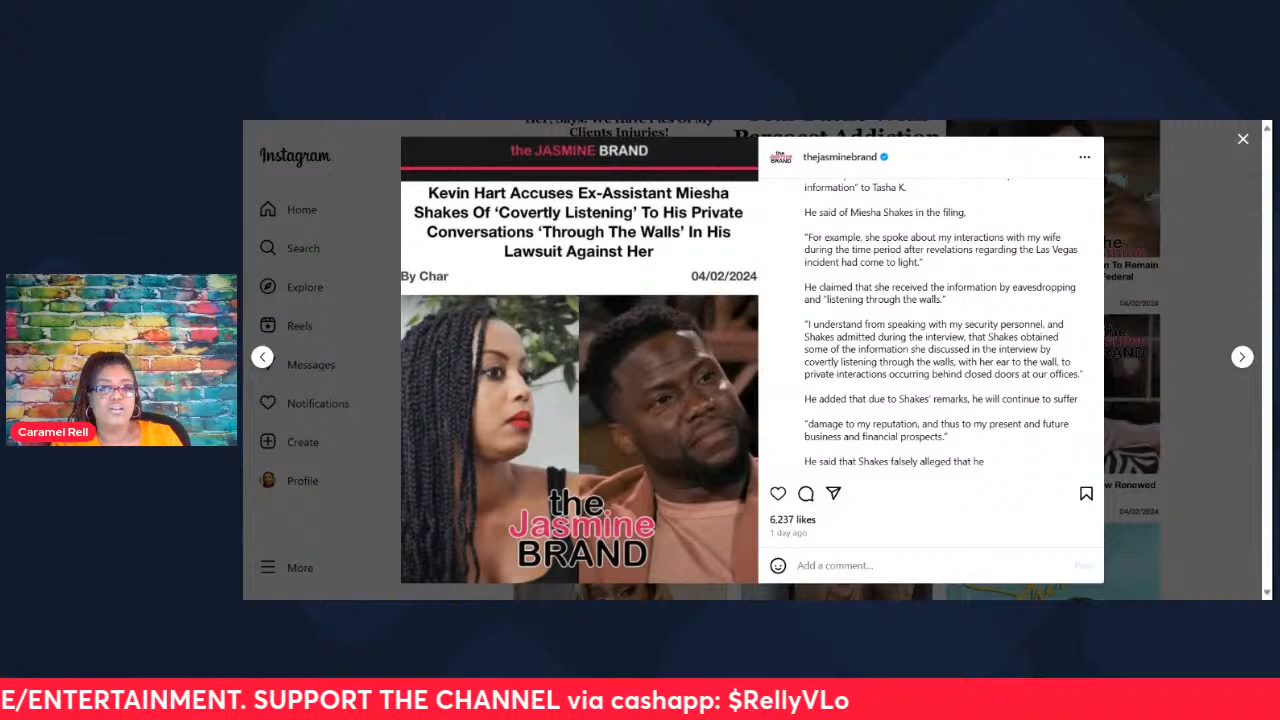 Clients Injuries!
Instagram
Home
Search
Explore
Reels
Messages
Notifications
Create
Profile
More
the JASMINE BRAND
Kevin Hart Accuses Ex-Assistant Miesha
Shakes Of ‘Covertly Listening’ To His Private
Conversations ‘Through The Walls’ In His
Lawsuit Against Her
By Char 04/02/2024
the
Jasmine
BRAND
thejasminebrand
information” to Tasha K.
He said of Miesha Shakes in the filing,
“For example, she spoke about my interactions with my wife
during the time period after revelations regarding the Las Vegas
incident had come to light.”
He claimed that she received the information by eavesdropping
and “listening through the walls.”
“I understand from speaking with my security personnel, and
Shakes admitted during the interview, that Shakes obtained
some of the information she discussed in the interview by
covertly listening through the walls, with her ear to the wall, to
private interactions occurring behind closed doors at our offices.”
He added that due to Shakes’ remarks, he will continue to suffer
“damage to my reputation, and thus to my present and future
business and financial prospects.”
He said that Shakes falsely alleged that he
6,237 likes
1 day ago
Add a comment...
Post
To Remain
Federal
04/02/2024
Renewed
04/02/2024
Caramel Rell
E/ENTERTAINMENT. SUPPORT THE CHANNEL via cashapp: $RellyVLo